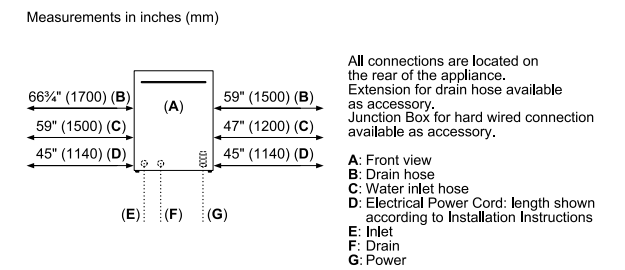 Measurements in inches (mm)
66¾" (1700) (B)
59" (1500) (C)
45" (1140) (D)
(A)
59" (1500) (B)
47" (1200) (C)
45" (1140) (D)
(E)
(F)
(G)
All connections are located on
the rear of the appliance.
Extension for drain hose available
as accessory.
Junction Box for hard wired connection
available as accessory.
A: Front view
B: Drain hose
C: Water inlet hose
D: Electrical Power Cord: length shown
according to Installation Instructions
E: Inlet
F: Drain
G: Power